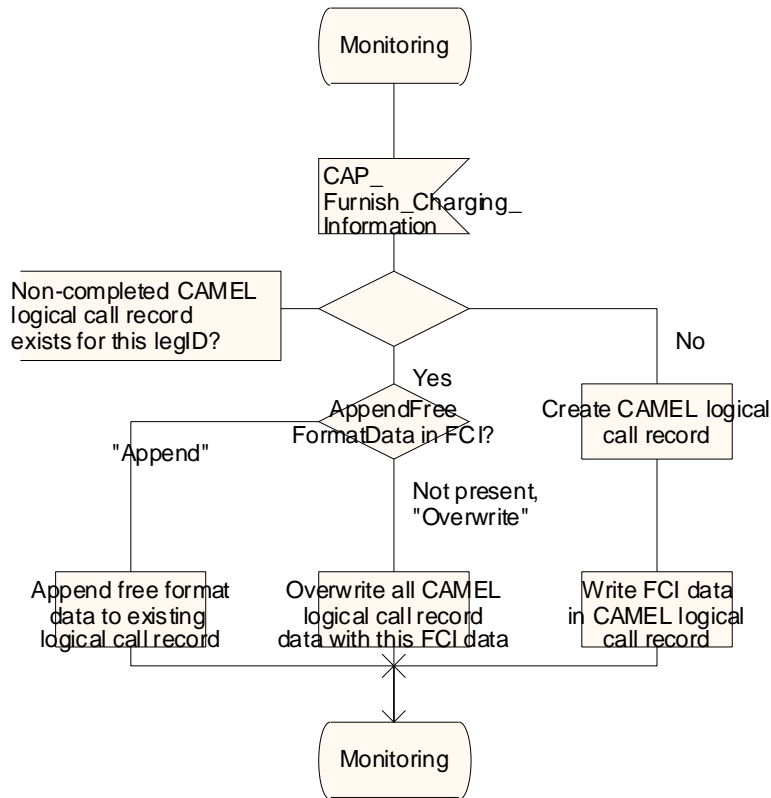 Monitoring
CAP_
Furnish_Charging_
Information
Non-completed CAMEL
logical call record
exists for this legID?
No
Yes
AppendFree
FormatData in FCI?
Create CAMEL logical
call record
"Append"
Not present,
"Overwrite"
Append free format
data to existing
logical call record
Overwrite all CAMEL
logical call record
data with this FCI data
Write FCI data
in CAMEL logical
call record
Monitoring